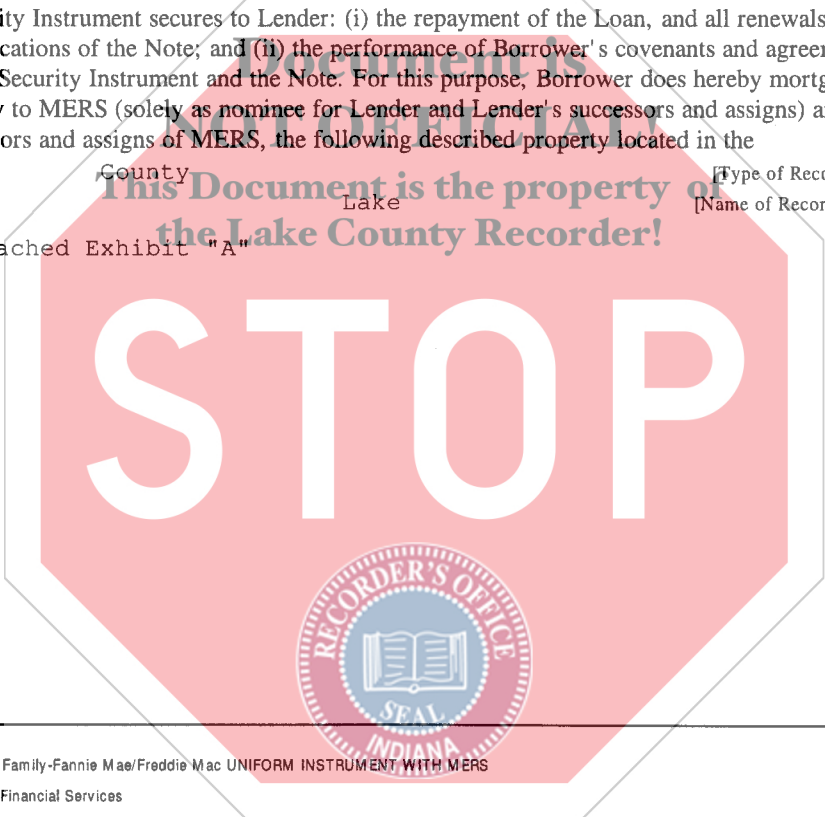 ity Instrument secures to Lender: (i) the repayment of the Loan, and all renewals
cations of the Note; and (ii) the performance of Borrower's covenants and agreer
Security Instrument and the Note. For this purpose, Borrower does hereby mortg
y to MERS (solely as nominee for Lender and Lender's successors and assigns) a
ors and assigns of MERS, the following described property located in the
County [Type of Reco
Lake [Name of Recor
ached Exhibit "A"
Document is
NOT OFFICIAL!
This Document is the property of
the Lake County Recorder!
STOP
RECORDER'S OFFICE
SEAL
INDIANA
Family-Fannie Mae/Freddie Mac UNIFORM INSTRUMENT WITH MERS
Financial Services